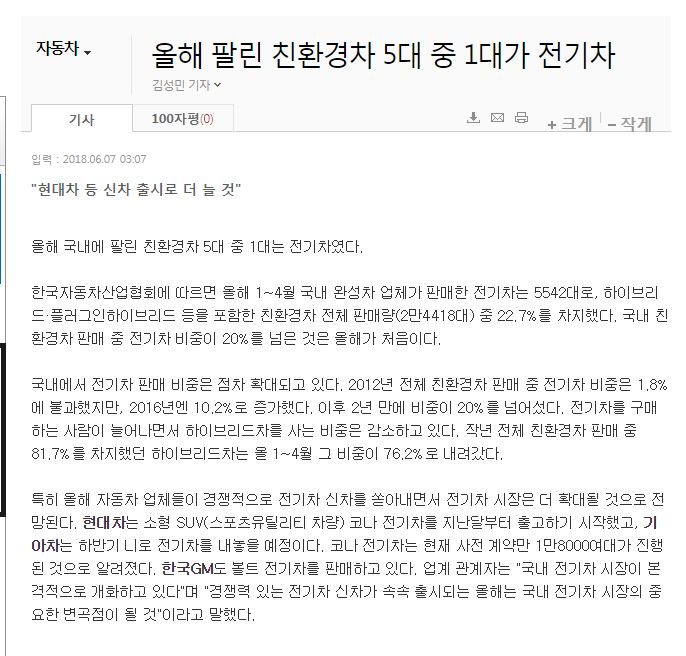 자동차
올해 팔린 친환경차 5대 중 1대가 전기차
김성민 기자
기사
100자평(0)
+ 크게
- 작게
입력 : 2018.06.07 03:07
"현대차 등 신차 출시로 더 늘 것"
올해 국내에 팔린 친환경차 5대 중 1대는 전기차였다.
한국자동차산업협회에 따르면 올해 1~4월 국내 완성차 업체가 판매한 전기차는 5542대로, 하이브리
드·플러그인하이브리드 등을 포함한 친환경차 전체 판매량(2만4418대) 중 22.7%를 차지했다. 국내 친
환경차 판매 중 전기차 비중이 20%를 넘은 것은 올해가 처음이다.
국내에서 전기차 판매 비중은 점차 확대되고 있다. 2012년 전체 친환경차 판매 중 전기차 비중은 1.8%
에 불과했지만, 2016년엔 10.2%로 증가했다. 이후 2년 만에 비중이 20%를 넘어섰다. 전기차를 구매
하는 사람이 늘어나면서 하이브리드차를 사는 비중은 감소하고 있다. 작년 전체 친환경차 판매 중
81.7%를 차지했던 하이브리드차는 올 1~4월 그 비중이 76.2%로 내려갔다.
특히 올해 자동차 업체들이 경쟁적으로 전기차 신차를 쏟아내면서 전기차 시장은 더 확대될 것으로 전
망된다. 현대차는 소형 SUV(스포츠유틸리티 차량) 코나 전기차를 지난달부터 출고하기 시작했고, 기
아차는 하반기 니로 전기차를 내놓을 예정이다. 코나 전기차는 현재 사전 계약만 1만8000여대가 진행
된 것으로 알려졌다. 한국GM도 볼트 전기차를 판매하고 있다. 업계 관계자는 "국내 전기차 시장이 본
격적으로 개화하고 있다"며 "경쟁력 있는 전기차 신차가 속속 출시되는 올해는 국내 전기차 시장의 중
요한 변곡점이 될 것"이라고 말했다.